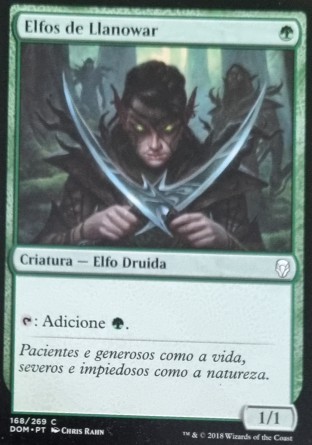 Elfos de Llanowar
Criatura — Elfo Druida
: Adicione .
Pacientes e generosos como a vida,
severos e impiedosos como a natureza.
1/1
168/269 C
DOM • PT Chris Rahn
™ & © 2018 Wizards of the Coast